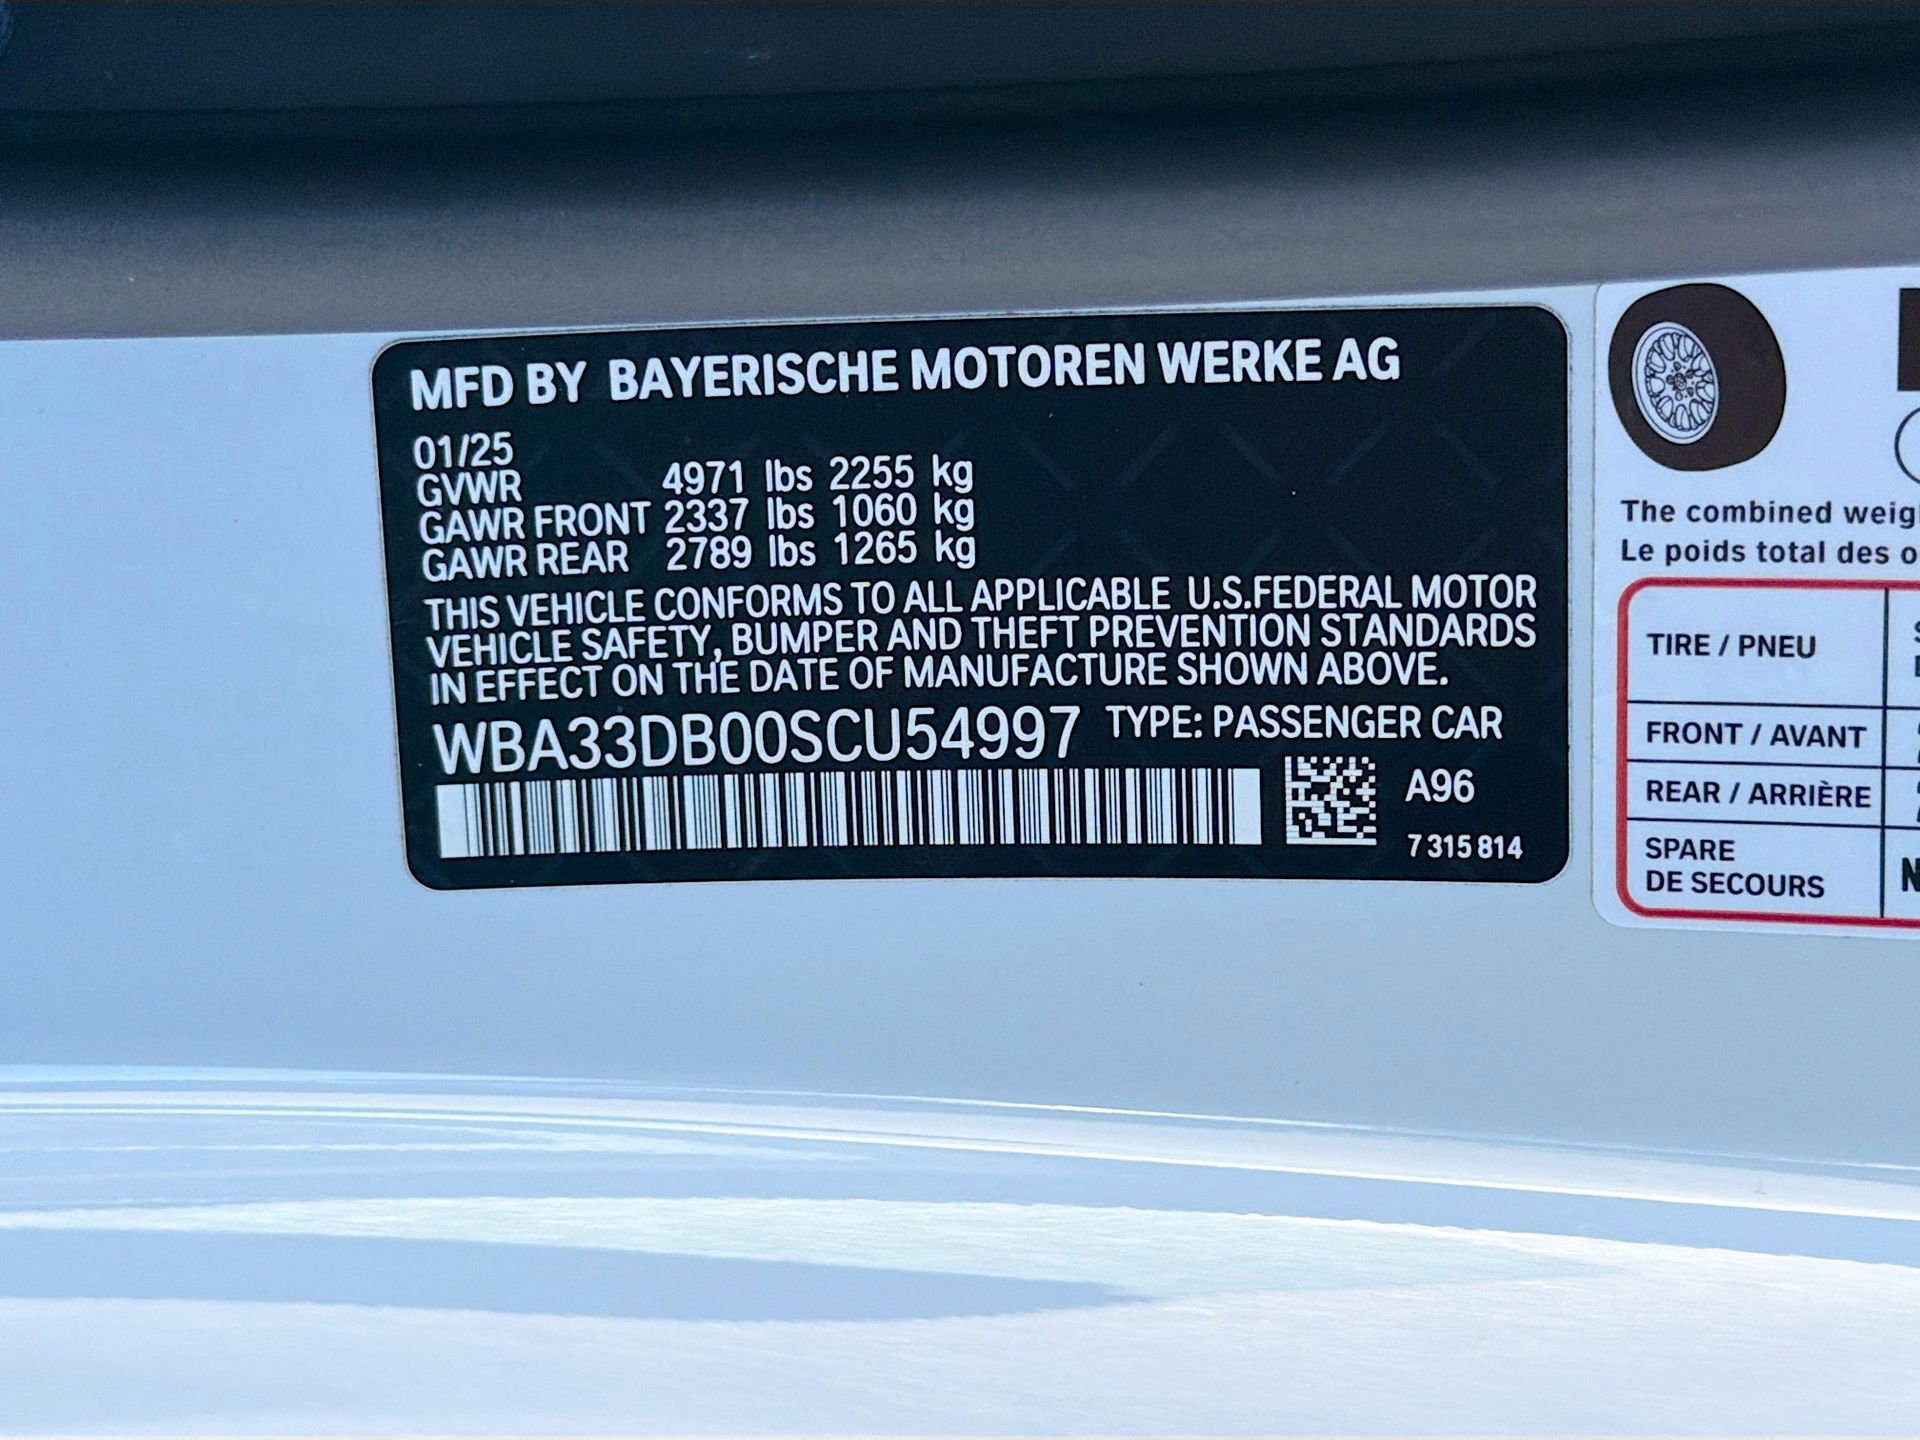 MFD BY BAYERISCHE MOTOREN WERKE AG
01/25
GVWR 4971 lbs 2255 kg
GAWR FRONT 2337 lbs 1060 kg
GAWR REAR 2789 lbs 1265 kg
THIS VEHICLE CONFORMS TO ALL APPLICABLE U.S.FEDERAL MOTOR
VEHICLE SAFETY, BUMPER AND THEFT PREVENTION STANDARDS
IN EFFECT ON THE DATE OF MANUFACTURE SHOWN ABOVE.
WBA33DB00SCU54997 TYPE: PASSENGER CAR
A96
7 315 814
The combined weig
Le poids total des o
TIRE / PNEU
FRONT / AVANT
REAR / ARRIÈRE
SPARE
DE SECOURS